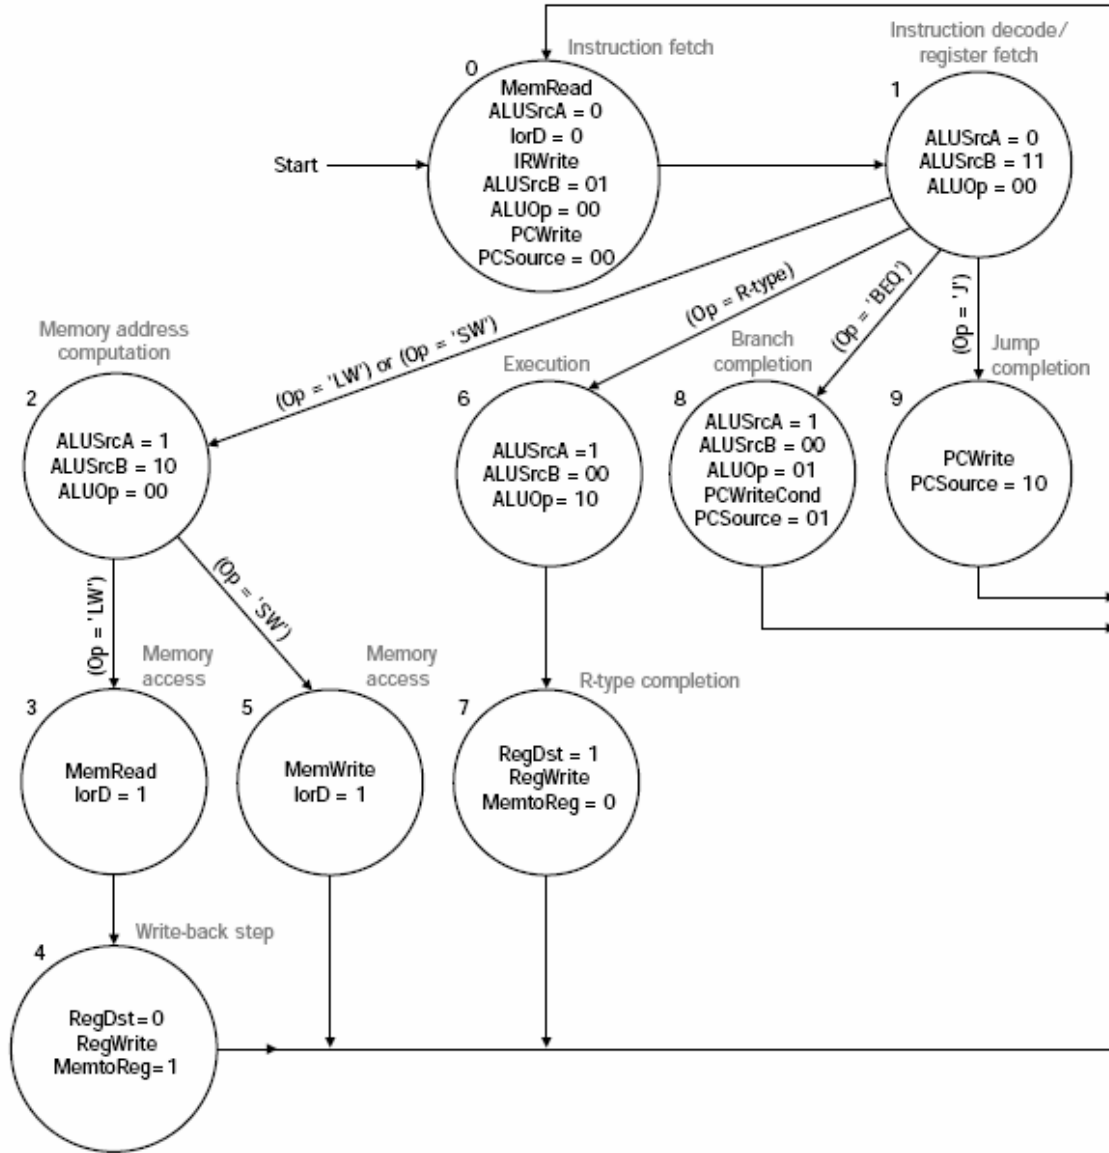 Instruction fetch
0
MemRead
ALUSrcA = 0
IorD = 0
IRWrite
ALUSrcB = 01
ALUOp = 00
PCWrite
PCSource = 00
Start
Instruction decode/
register fetch
1
ALUSrcA = 0
ALUSrcB = 11
ALUOp = 00
(Op = 'LW') or (Op = 'SW')
(Op = R-type)
(Op = 'BEQ')
(Op = 'J')
Memory address
computation
2
ALUSrcA = 1
ALUSrcB = 10
ALUOp = 00
Execution
6
ALUSrcA =1
ALUSrcB = 00
ALUOp= 10
Branch
completion
8
ALUSrcA = 1
ALUSrcB = 00
ALUOp = 01
PCWriteCond
PCSource = 01
Jump
completion
9
PCWrite
PCSource = 10
(Op = 'LW')
(Op = 'SW')
Memory
access
3
MemRead
IorD = 1
Memory
access
5
MemWrite
IorD = 1
R-type completion
7
RegDst = 1
RegWrite
MemtoReg = 0
Write-back step
4
RegDst=0
RegWrite
MemtoReg=1